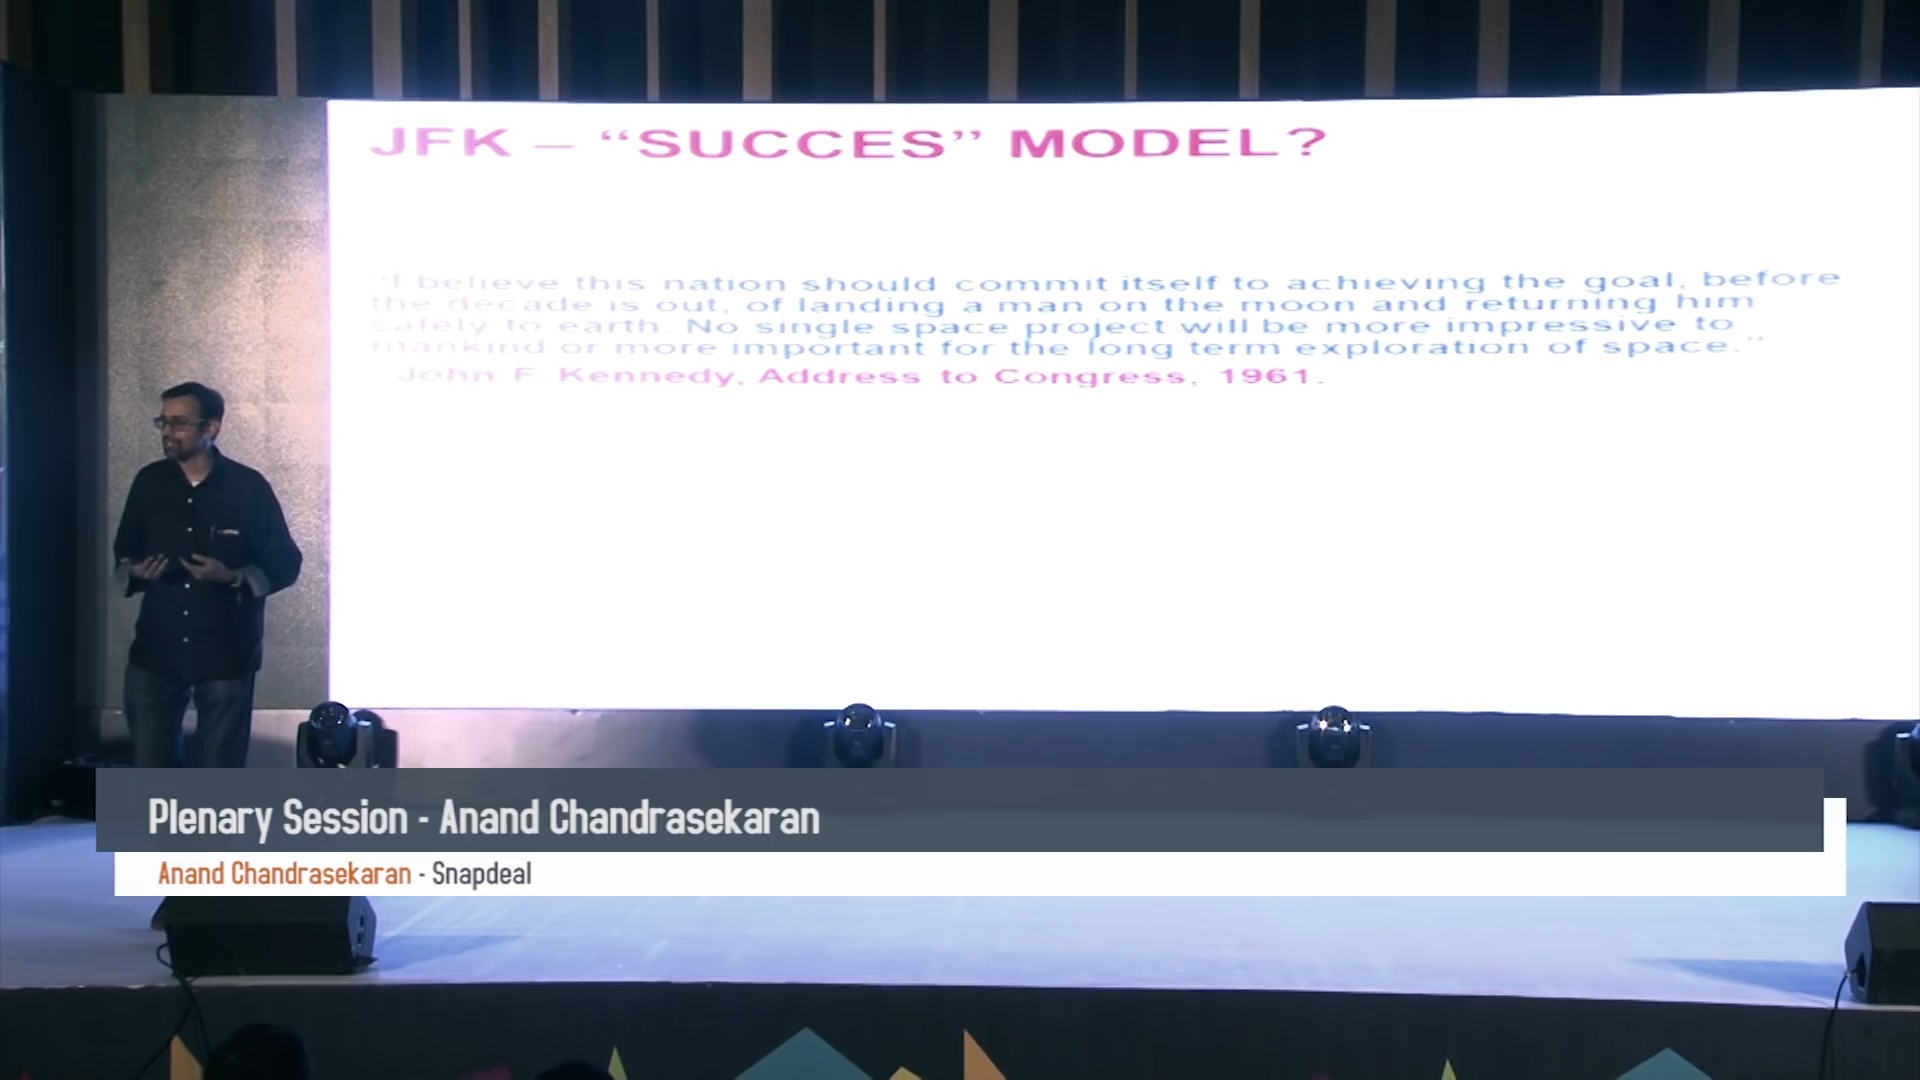 JFK – “SUCCES” MODEL?
“I believe this nation should commit itself to achieving the goal, before
the decade is out, of landing a man on the moon and returning him
safely to earth. No single space project will be more impressive to
mankind or more important for the long term exploration of space.”
John F. Kennedy, Address to Congress, 1961.
Plenary Session - Anand Chandrasekaran
Anand Chandrasekaran - Snapdeal